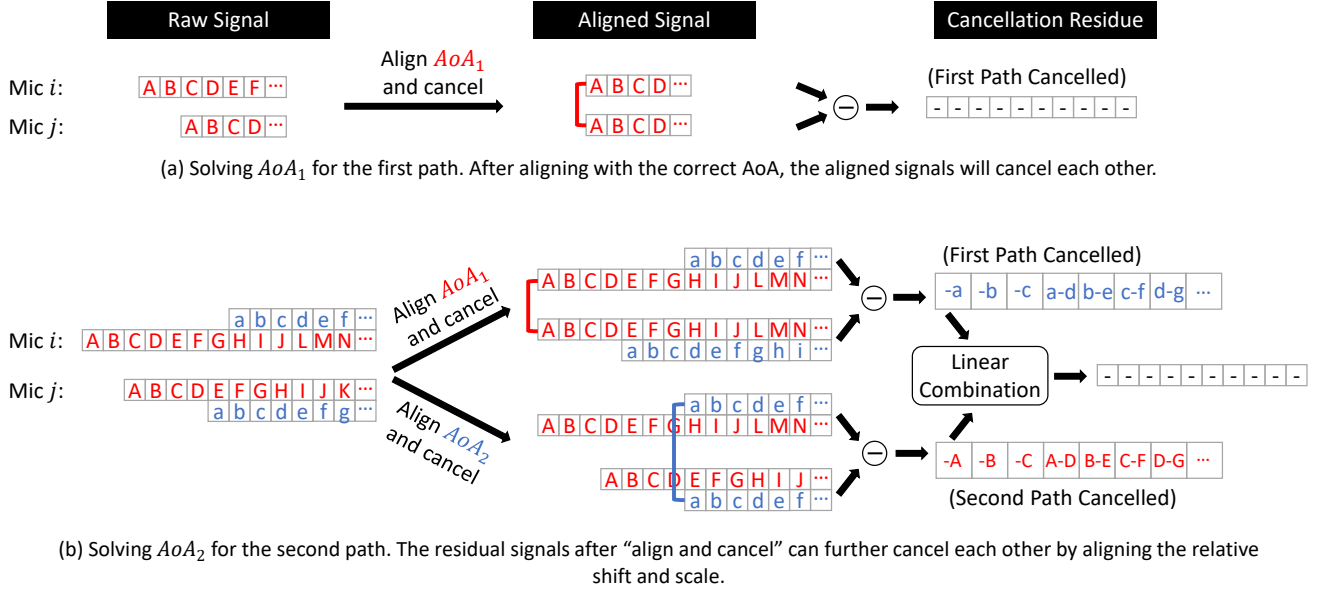 Raw Signal
Aligned Signal
Cancellation Residue
Mic i:
A B C D E F ...
Align AoA₁
and cancel
A B C D ...
(First Path Cancelled)
- - - - - - - - - -
Mic j:
A B C D ...
A B C D ...
(a) Solving AoA₁ for the first path. After aligning with the correct AoA, the aligned signals will cancel each other.
a b c d e f ...
Mic i:
A B C D E F G H I J L M N ...
Mic j:
A B C D E F G H I J K ...
a b c d e f g ...
Align AoA₁
and cancel
Align AoA₂
and cancel
a b c d e f ...
A B C D E F G H I J L M N ...
A B C D E F G H I J L M N ...
a b c d e f g h i ...
a b c d e f ...
A B C D E F G H I J L M N ...
A B C D E F G H I J ...
a b c d e f ...
(First Path Cancelled)
-a -b -c a-d b-e c-f d-g ...
Linear
Combination
- - - - - - - - - -
-A -B -C A-D B-E C-F D-G ...
(Second Path Cancelled)
(b) Solving AoA₂ for the second path. The residual signals after “align and cancel” can further cancel each other by aligning the relative
shift and scale.